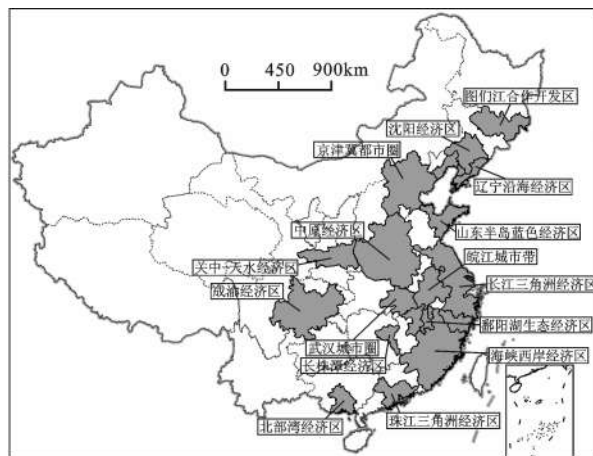 0 450 900km
图们江合作开发区
沈阳经济区
京津冀都市圈
辽宁沿海经济区
中原经济区
山东半岛蓝色经济区
皖江城市带
关中-天水经济区
长江三角洲经济区
成渝经济区
鄱阳湖生态经济区
武汉城市圈
海峡西岸经济区
长株潭经济区
北部湾经济区
珠江三角洲经济区